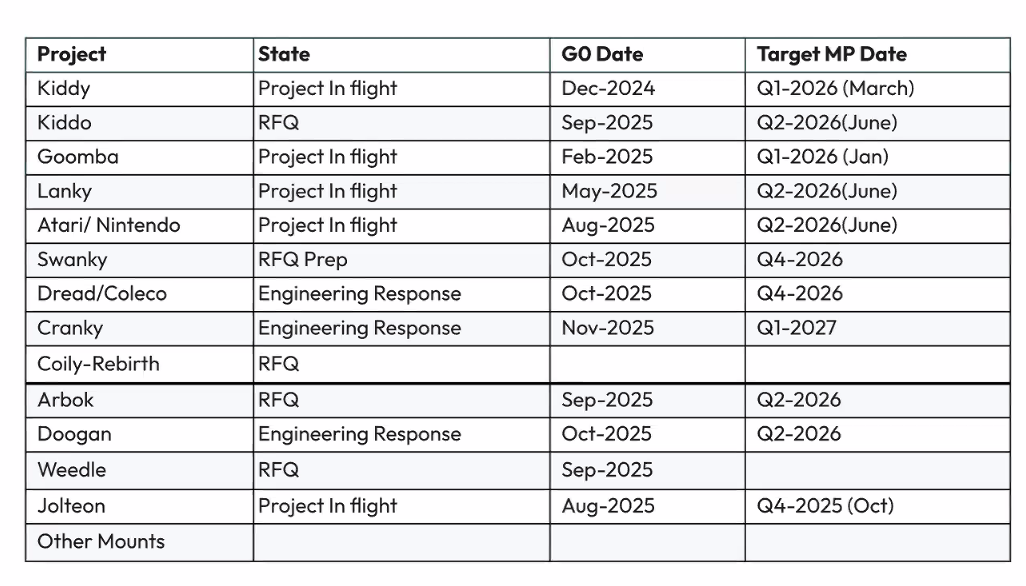 Project State G0 Date Target MP Date
Kiddy Project In flight Dec-2024 Q1-2026 (March)
Kiddo RFQ Sep-2025 Q2-2026(June)
Goomba Project In flight Feb-2025 Q1-2026 (Jan)
Lanky Project In flight May-2025 Q2-2026(June)
Atari/ Nintendo Project In flight Aug-2025 Q2-2026(June)
Swanky RFQ Prep Oct-2025 Q4-2026
Dread/Coleco Engineering Response Oct-2025 Q4-2026
Cranky Engineering Response Nov-2025 Q1-2027
Coily-Rebirth RFQ
Arbok RFQ Sep-2025 Q2-2026
Doogan Engineering Response Oct-2025 Q2-2026
Weedle RFQ Sep-2025
Jolteon Project In flight Aug-2025 Q4-2025 (Oct)
Other Mounts